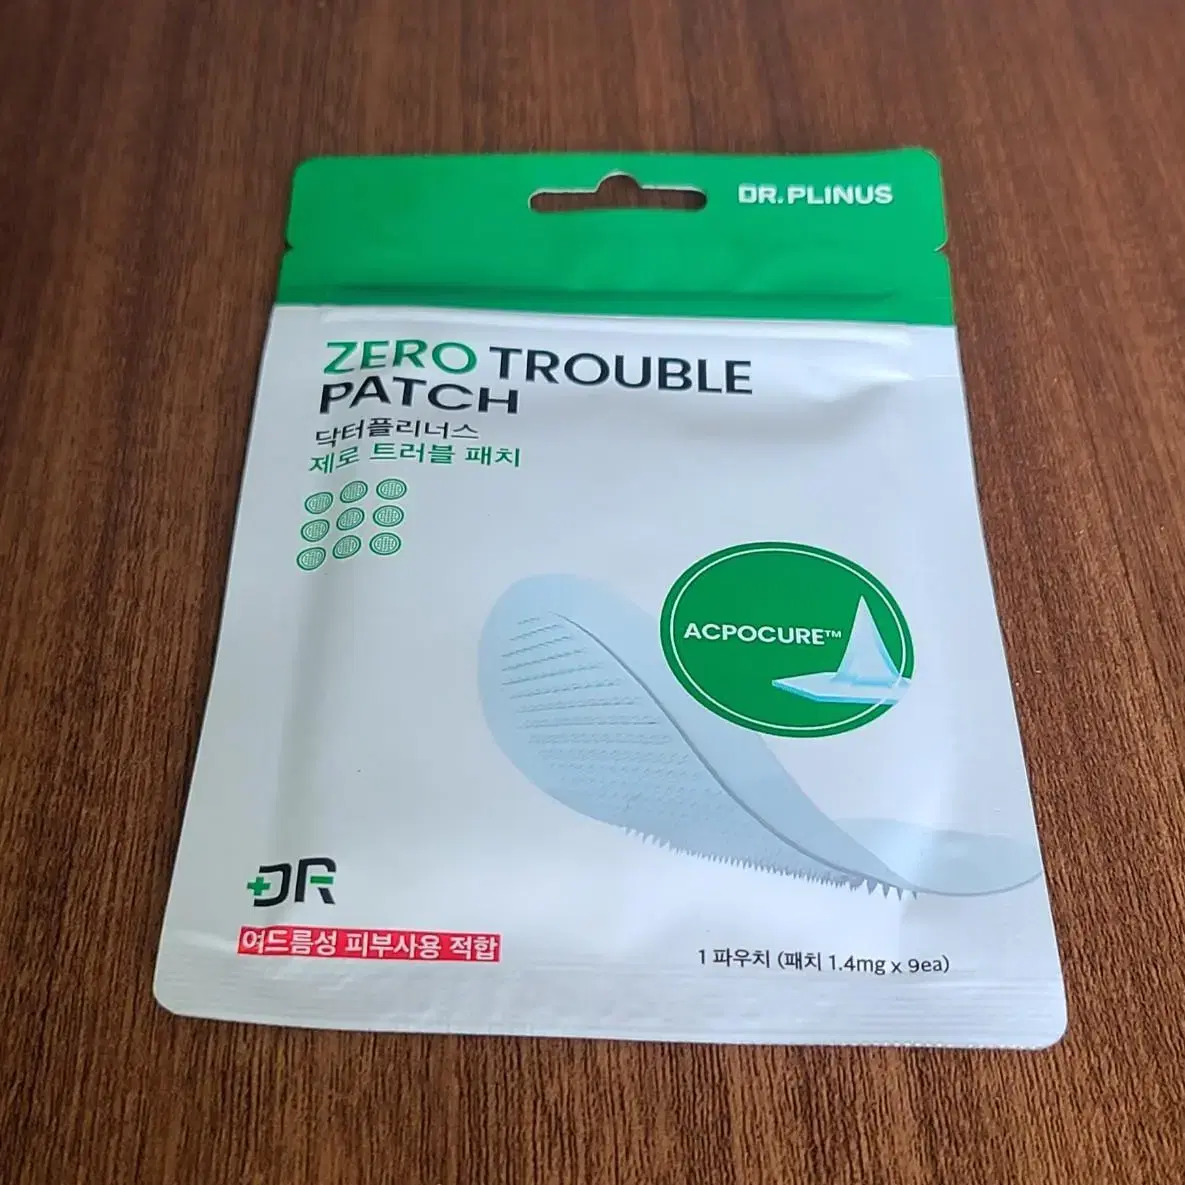 DR. PLINUS
ZERO TROUBLE
PATCH
닥터플리너스
제로 트러블 패치
ACPOCURE™
DR
여드름성 피부사용 적합
1 파우치 (패치 1.4mg x 9ea)